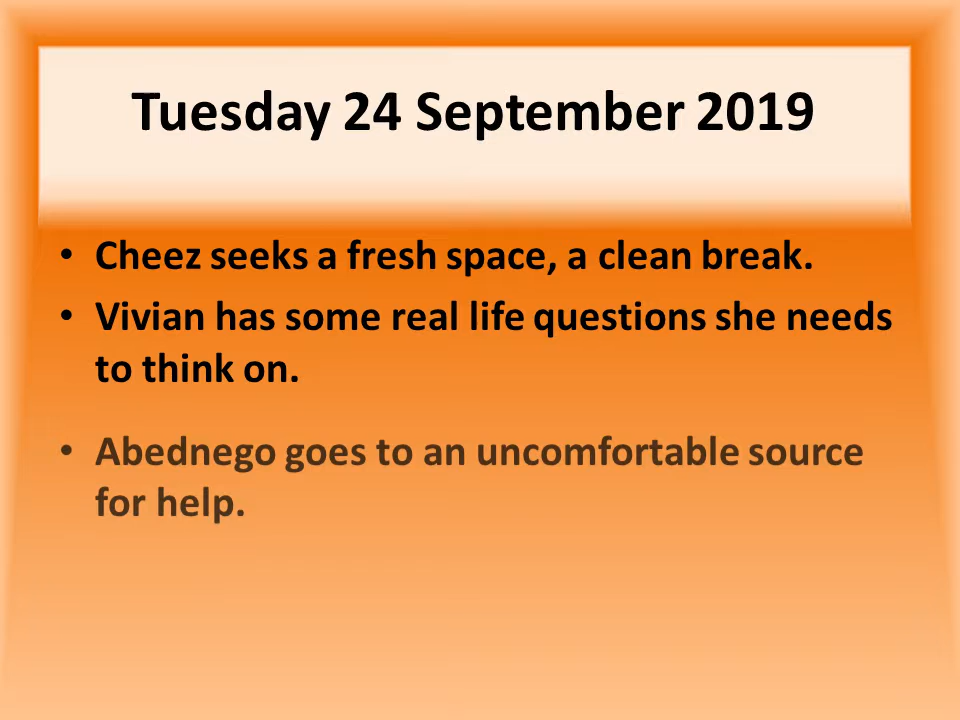 Tuesday 24 September 2019
• Cheez seeks a fresh space, a clean break.
• Vivian has some real life questions she needs
to think on.
• Abednego goes to an uncomfortable source
for help.